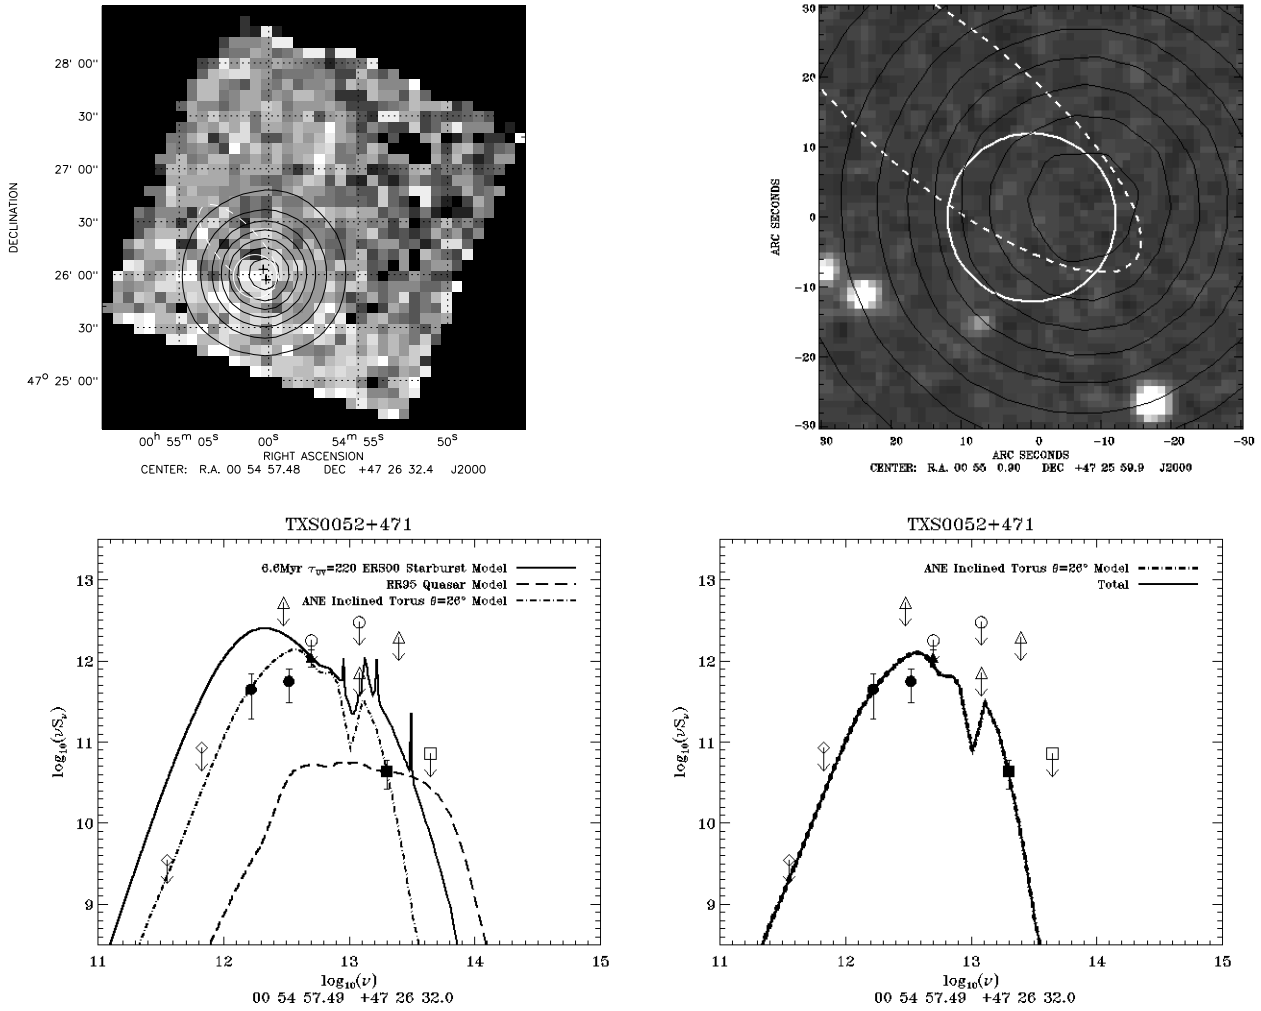 DECLINATION
28' 00"
30"
27' 00"
30"
26' 00"
30"
47° 25' 00"
00ʰ 55ᵐ 05ˢ 00ˢ 54ᵐ 55ˢ 50ˢ
RIGHT ASCENSION
CENTER: R.A. 00 54 57.48 DEC +47 26 32.4 J2000
ARC SECONDS
30
20
10
0
-10
-20
-30
30 20 10 0 -10 -20 -30
ARC SECONDS
CENTER: R.A. 00 55 0.90 DEC +47 25 59.9 J2000
TXS0052+471
6.6Myr τᵤᵥ=220 ERS00 Starburst Model
RR95 Quasar Model
ANE Inclined Torus θ=26° Model
log₁₀(νSᵥ)
13
12
11
10
9
11 12 13 14 15
log₁₀(ν)
00 54 57.49 +47 26 32.0
TXS0052+471
ANE Inclined Torus θ=26° Model
Total
log₁₀(νSᵥ)
13
12
11
10
9
11 12 13 14 15
log₁₀(ν)
00 54 57.49 +47 26 32.0